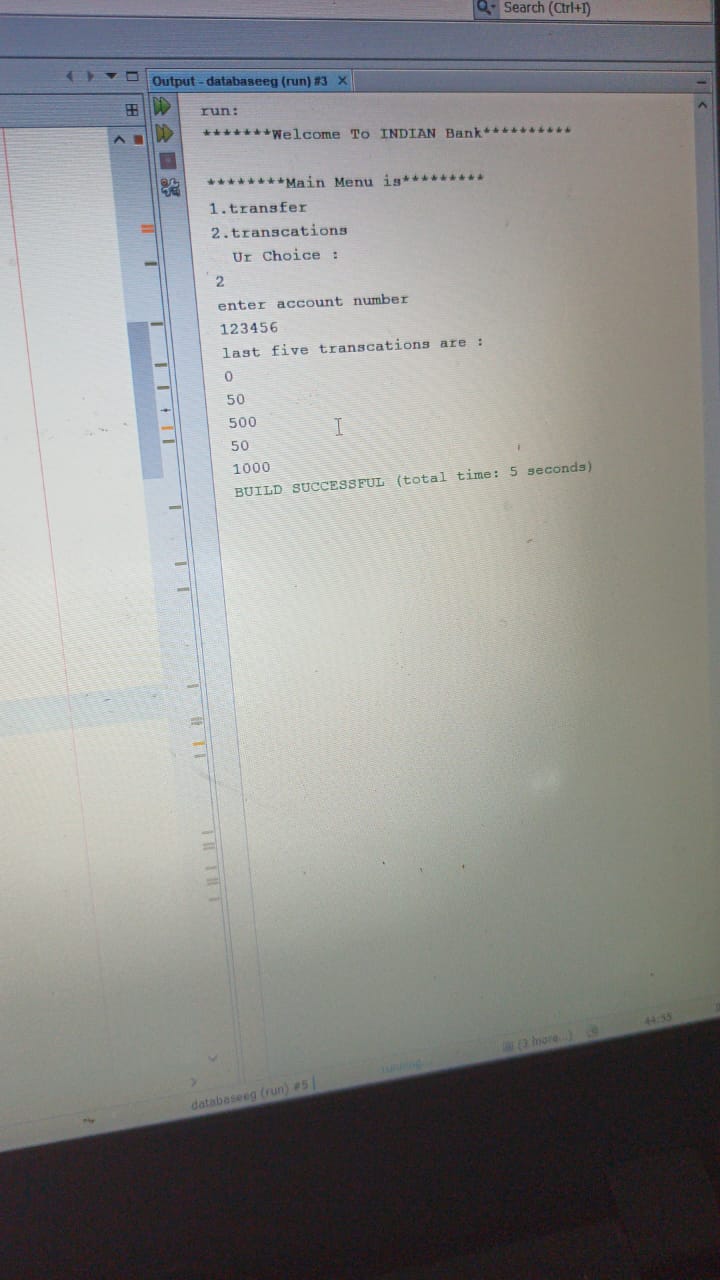 Search (Ctrl+I)
Output - databaseeg (run) #3
run:
*******Welcome To INDIAN Bank**********
********Main Menu is*********
1.transfer
2.transcations
Ur Choice :
2
enter account number
123456
last five transcations are :
0
50
500
50
1000
BUILD SUCCESSFUL (total time: 5 seconds)
databaseeg (run) #5
running...
(3 more...)
44:55